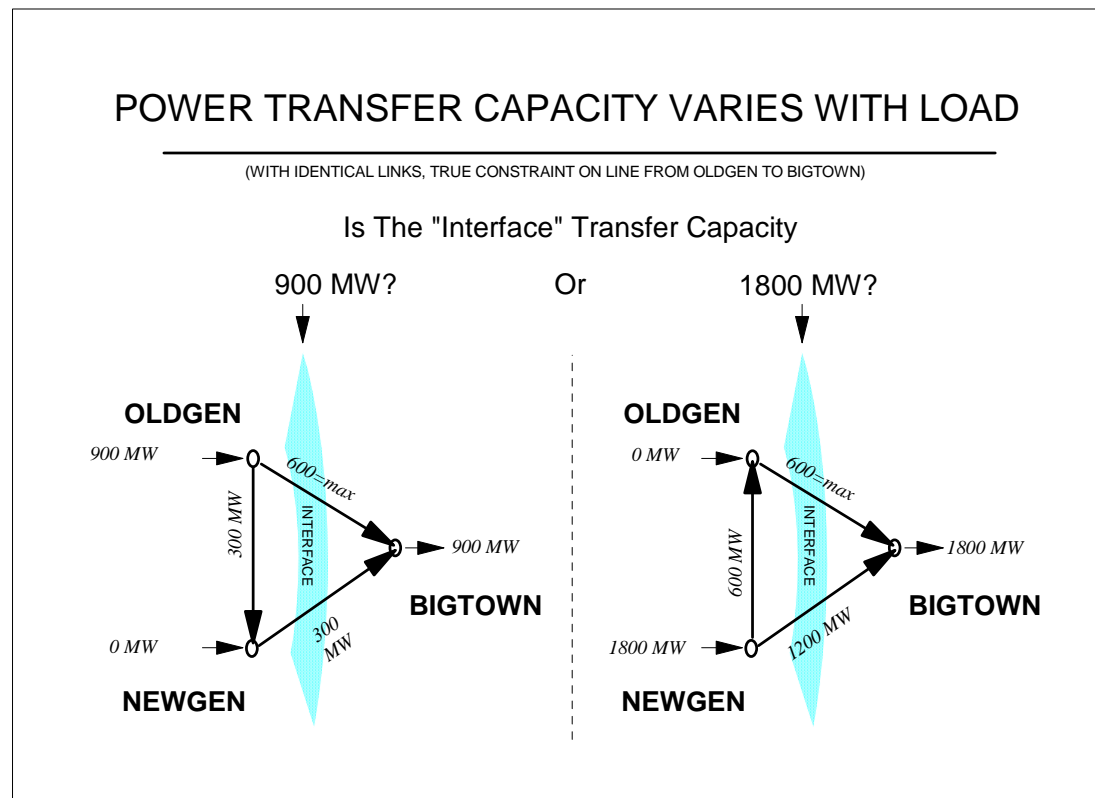 POWER TRANSFER CAPACITY VARIES WITH LOAD
(WITH IDENTICAL LINKS, TRUE CONSTRAINT ON LINE FROM OLDGEN TO BIGTOWN)
Is The "Interface" Transfer Capacity
900 MW? Or 1800 MW?
OLDGEN
900 MW
600=max
300 MW
INTERFACE
900 MW
BIGTOWN
300
MW
0 MW
NEWGEN
OLDGEN
0 MW
600=max
600 MW
INTERFACE
1800 MW
BIGTOWN
1200 MW
1800 MW
NEWGEN